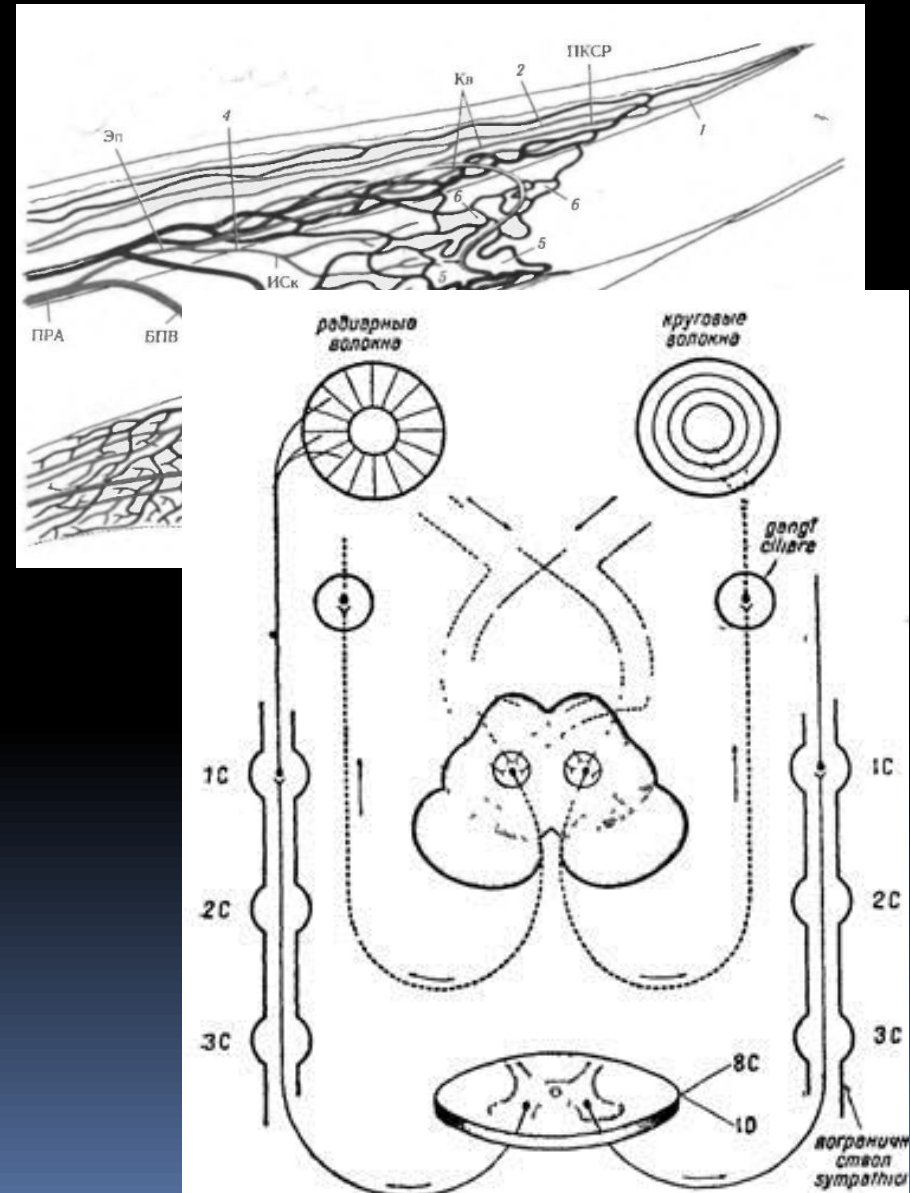 ПКСР
Кв
2
1
4
Эп
6
6
5
5
ИСк
ПРА
БПВ
радиарные
волокна
круговые
волокна
gangl
ciliare
1C
1C
2C
2C
3C
3C
8C
1D
пограничн
ствол
sympathici